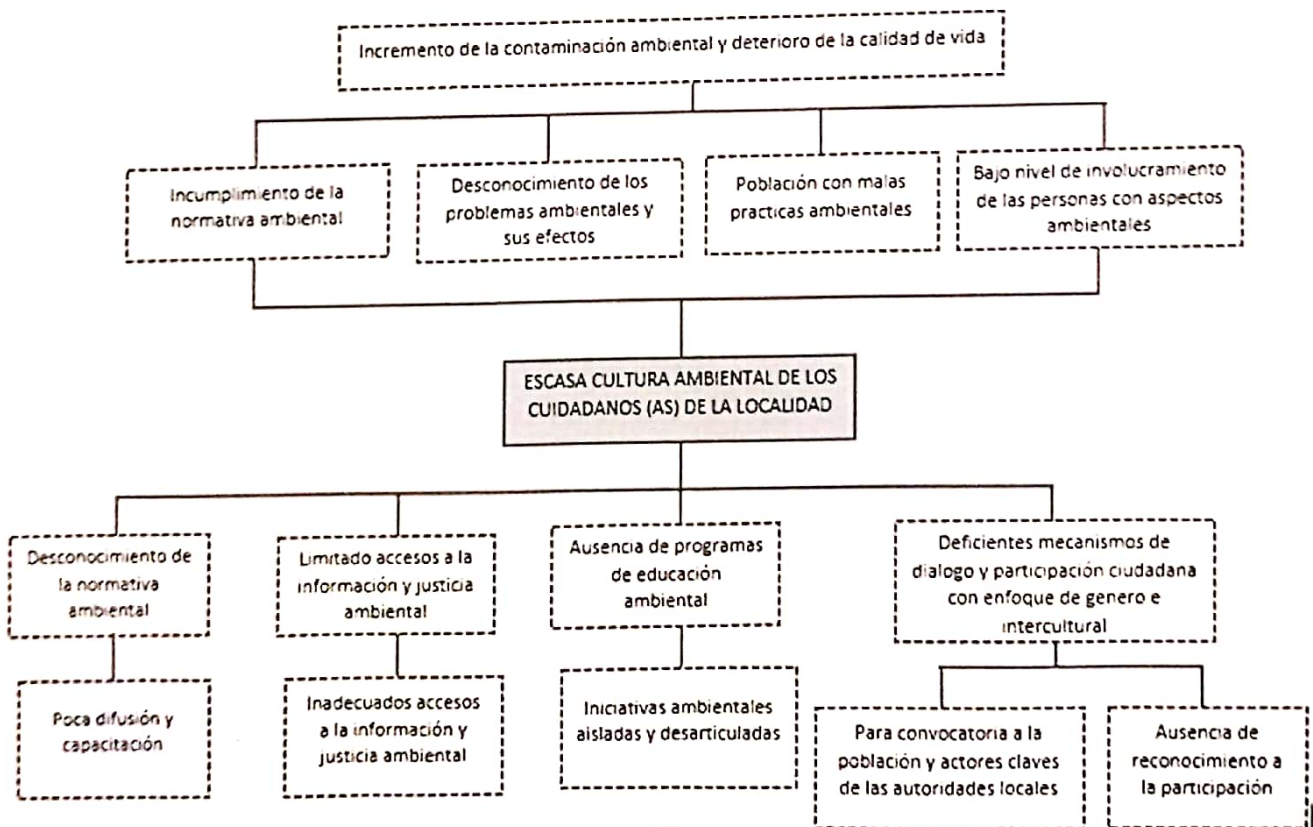 Incremento de la contaminación ambiental y deterioro de la calidad de vida
Incumplimiento de la
normativa ambiental
Desconocimiento de los
problemas ambientales y
sus efectos
Población con malas
practicas ambientales
Bajo nivel de involucramiento
de las personas con aspectos
ambientales
ESCASA CULTURA AMBIENTAL DE LOS
CUIDADANOS (AS) DE LA LOCALIDAD
Desconocimiento de
la normativa
ambiental
Limitado accesos a la
información y justicia
ambiental
Ausencia de programas
de educación
ambiental
Deficientes mecanismos de
dialogo y participación ciudadana
con enfoque de genero e
intercultural
Poca difusión y
capacitación
Inadecuados accesos
a la información y
justicia ambiental
Iniciativas ambientales
aisladas y desarticuladas
Para convocatoria a la
población y actores claves
de las autoridades locales
Ausencia de
reconocimiento a
la participación